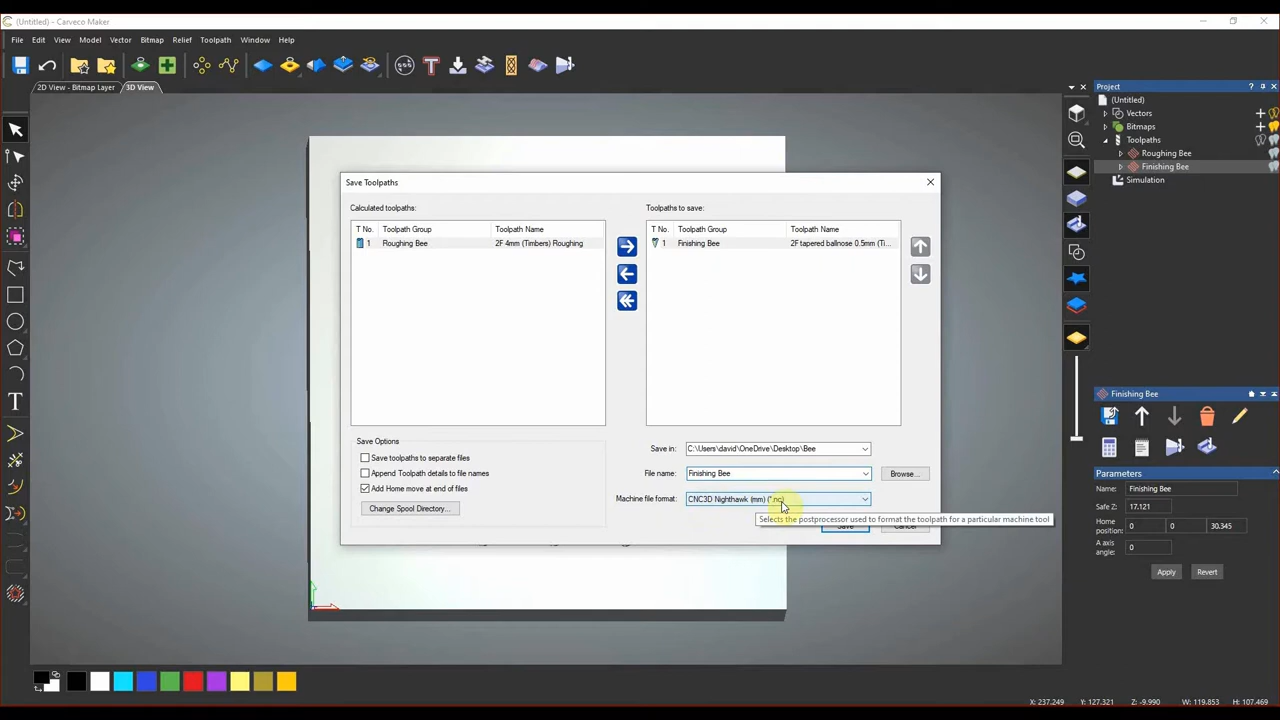 (Untitled) - Carveco Maker
File Edit View Model Vector Bitmap Relief Toolpath Window Help
2D View - Bitmap Layer 3D View
Project
(Untitled)
Vectors
Bitmaps
Toolpaths
Roughing Bee
Finishing Bee
Simulation
Save Toolpaths
Calculated toolpaths:
T No. Toolpath Group Toolpath Name
1 Roughing Bee 2F 4mm (Timbers) Roughing
Toolpaths to save:
T No. Toolpath Group Toolpath Name
1 Finishing Bee 2F tapered ballnose 0.5mm (Ti...
Save Options
Save toolpaths to separate files
Append Toolpath details to file names
Add Home move at end of files
Change Spool Directory...
Save in: C:\Users\david\OneDrive\Desktop\Bee
File name: Finishing Bee Browse...
Machine file format: CNC3D Nighthawk (mm) (*.nc)
Selects the postprocessor used to format the toolpath for a particular machine tool
Save Cancel
Finishing Bee
Parameters
Name: Finishing Bee
Safe Z: 17.121
Home position: 0 0 30.345
A axis angle: 0
Apply Revert
X: 237.249 Y: 127.321 Z: -9.990 W: 119.853 H: 107.469